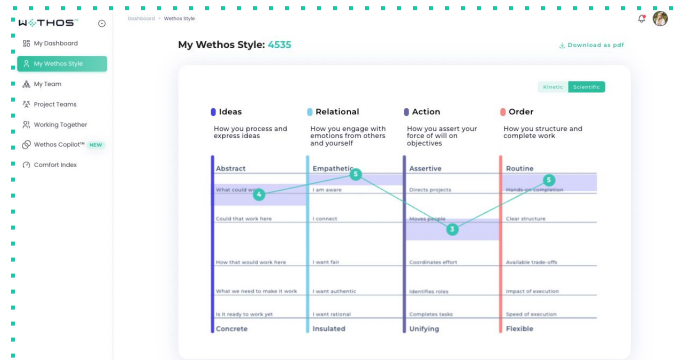 WETHOS
Dashboard > Wethos Style
My Dashboard
My Wethos Style
My Team
Project Teams
Working Together
Wethos Copilot™ NEW
Comfort Index
My Wethos Style: 4535
Download as pdf
Kinetic Scientific
Ideas
How you process and
express ideas
Relational
How you engage with
emotions from others
and yourself
Action
How you assert your
force of will on
objectives
Order
How you structure and
complete work
Abstract Empathetic Assertive Routine
5 5
What could I am aware Directs projects Hands-on completion
4
Could that work here I connect Moves people Clear structure
3
How that would work here I want fair Coordinates effort Available trade-offs
What we need to make it work I want authentic Identifies roles Impact of execution
Is it ready to work yet I want rational Completes tasks Speed of execution
Concrete Insulated Unifying Flexible